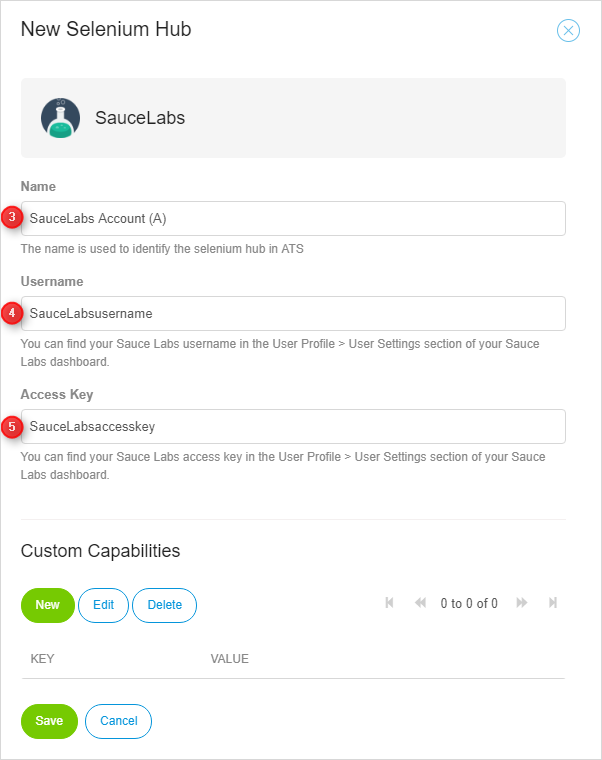 New Selenium Hub
SauceLabs
Name
3
SauceLabs Account (A)
The name is used to identify the selenium hub in ATS
Username
4
SauceLabsusername
You can find your Sauce Labs username in the User Profile > User Settings section of your Sauce
Labs dashboard.
Access Key
5
SauceLabsaccesskey
You can find your Sauce Labs access key in the User Profile > User Settings section of your Sauce
Labs dashboard.
Custom Capabilities
New Edit Delete 0 to 0 of 0
KEY VALUE
Save Cancel